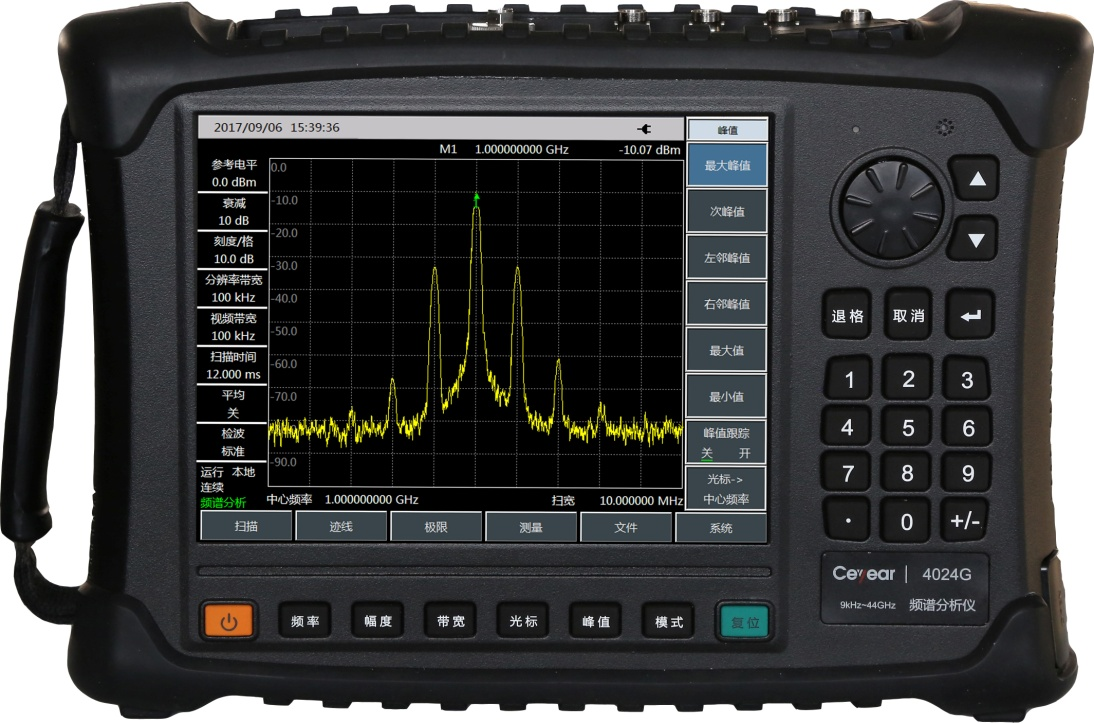 2017/09/06 15:39:36
峰值
M1 1.000000000 GHz -10.07 dBm
参考电平
0.0 dBm
衰减
10 dB
刻度/格
10.0 dB
分辨率带宽
100 kHz
视频带宽
100 kHz
扫描时间
12.000 ms
平均
关
检波
标准
运行 本地
连续
频谱分析
0.0
-10.0
-20.0
-30.0
-40.0
-50.0
-60.0
-70.0
-90.0
中心频率 1.000000000 GHz 扫宽 10.000000 MHz
最大峰值
次峰值
左邻峰值
右邻峰值
最大值
最小值
峰值跟踪
关 开
光标->
中心频率
扫描 迹线 极限 测量 文件 系统
频率 幅度 带宽 光标 峰值 模式 复位
退格 取消
1 2 3
4 5 6
7 8 9
· 0 +/-
Ceyear | 4024G
9kHz~44GHz 频谱分析仪